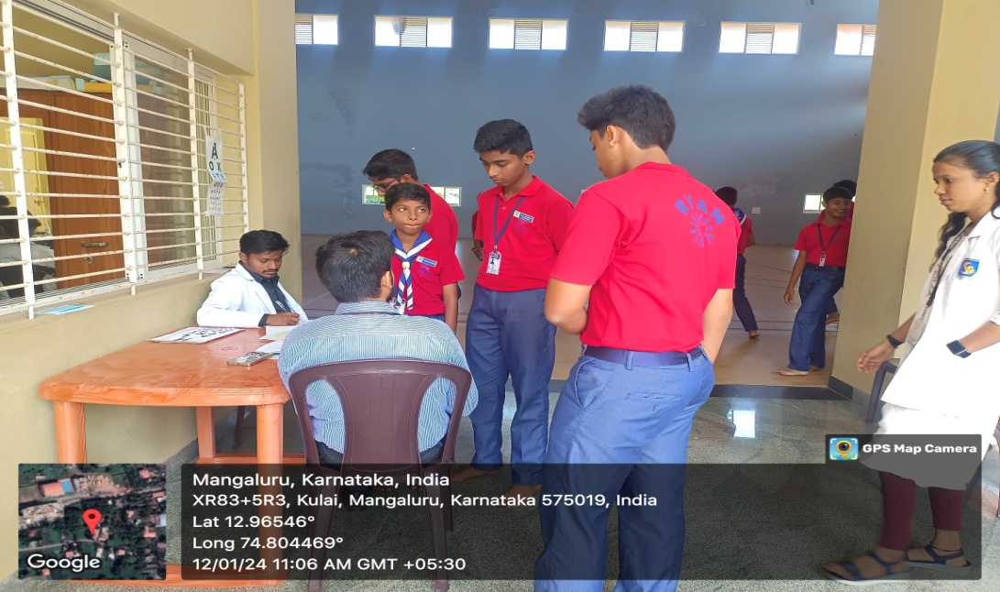 A
RYAN
GPS Map Camera
Mangaluru, Karnataka, India
XR83+5R3, Kulai, Mangaluru, Karnataka 575019, India
Lat 12.96546°
Long 74.804469°
12/01/24 11:06 AM GMT +05:30
Google